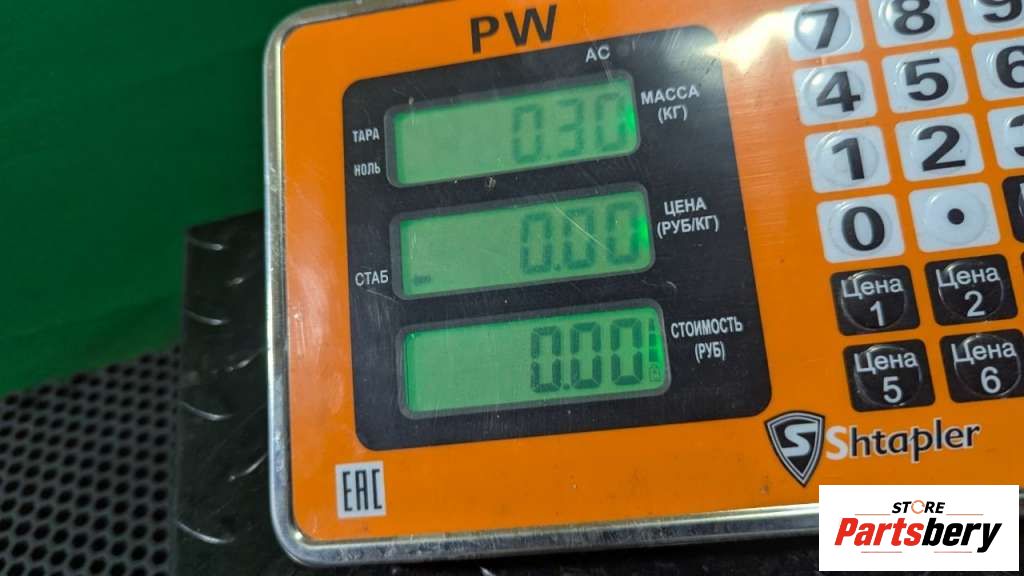 PW
AC
ТАРА
НОЛЬ
0.30
МАССА
(КГ)
СТАБ
0.00
ЦЕНА
(РУБ/КГ)
0.00
СТОИМОСТЬ
(РУБ)
7 8 9
4 5 6
1 2 3
0 .
Цена 1
Цена 2
Цена 5
Цена 6
S Shtapler
EAC
STORE
Partsbery